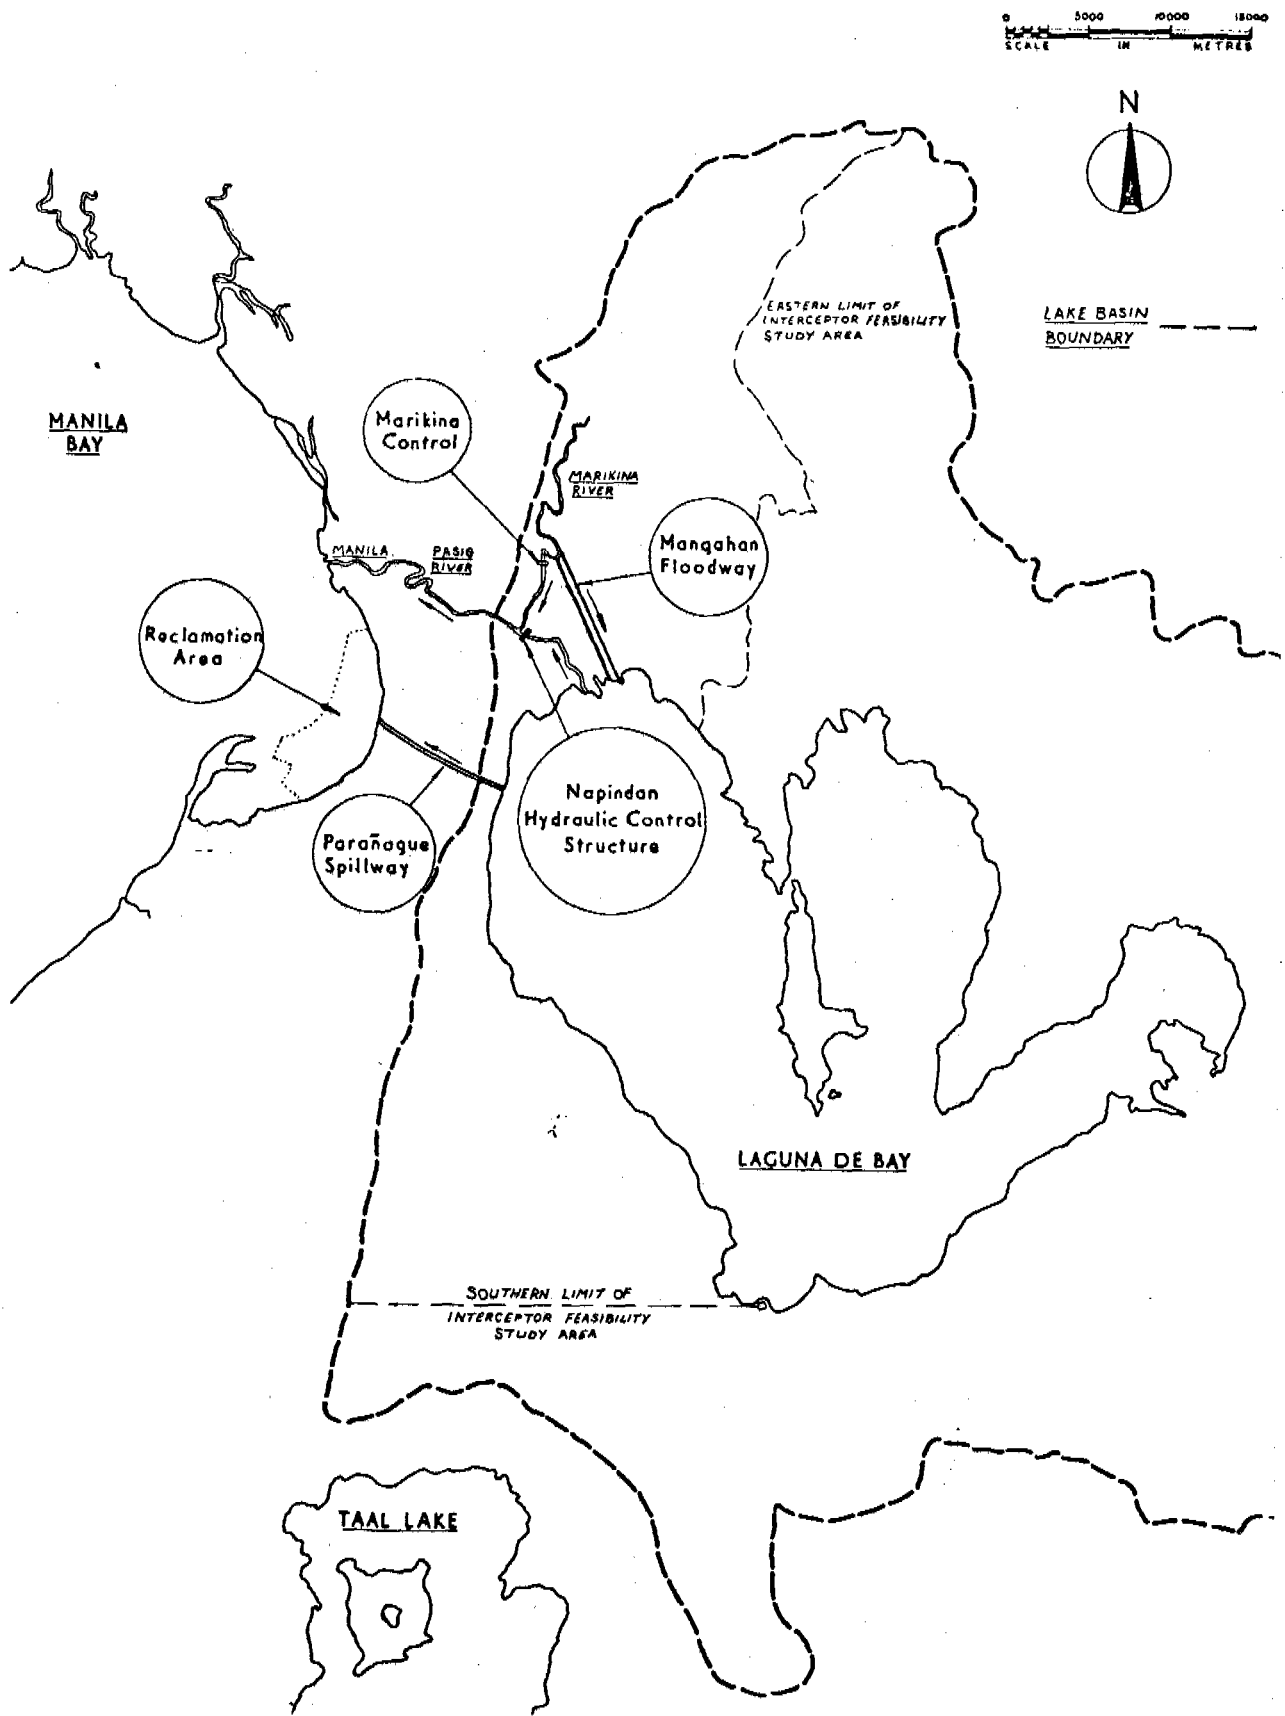 0 5000 10000 15000
SCALE IN METRES
N
EASTERN LIMIT OF
INTERCEPTOR FEASIBILITY
STUDY AREA
LAKE BASIN
BOUNDARY
MANILA
BAY
Marikina
Control
MARIKINA
RIVER
Mangahan
Floodway
MANILA
PASIG
RIVER
Reclamation
Area
Napindan
Hydraulic Control
Structure
Parañague
Spillway
LAGUNA DE BAY
SOUTHERN LIMIT OF
INTERCEPTOR FEASIBILITY
STUDY AREA
TAAL LAKE